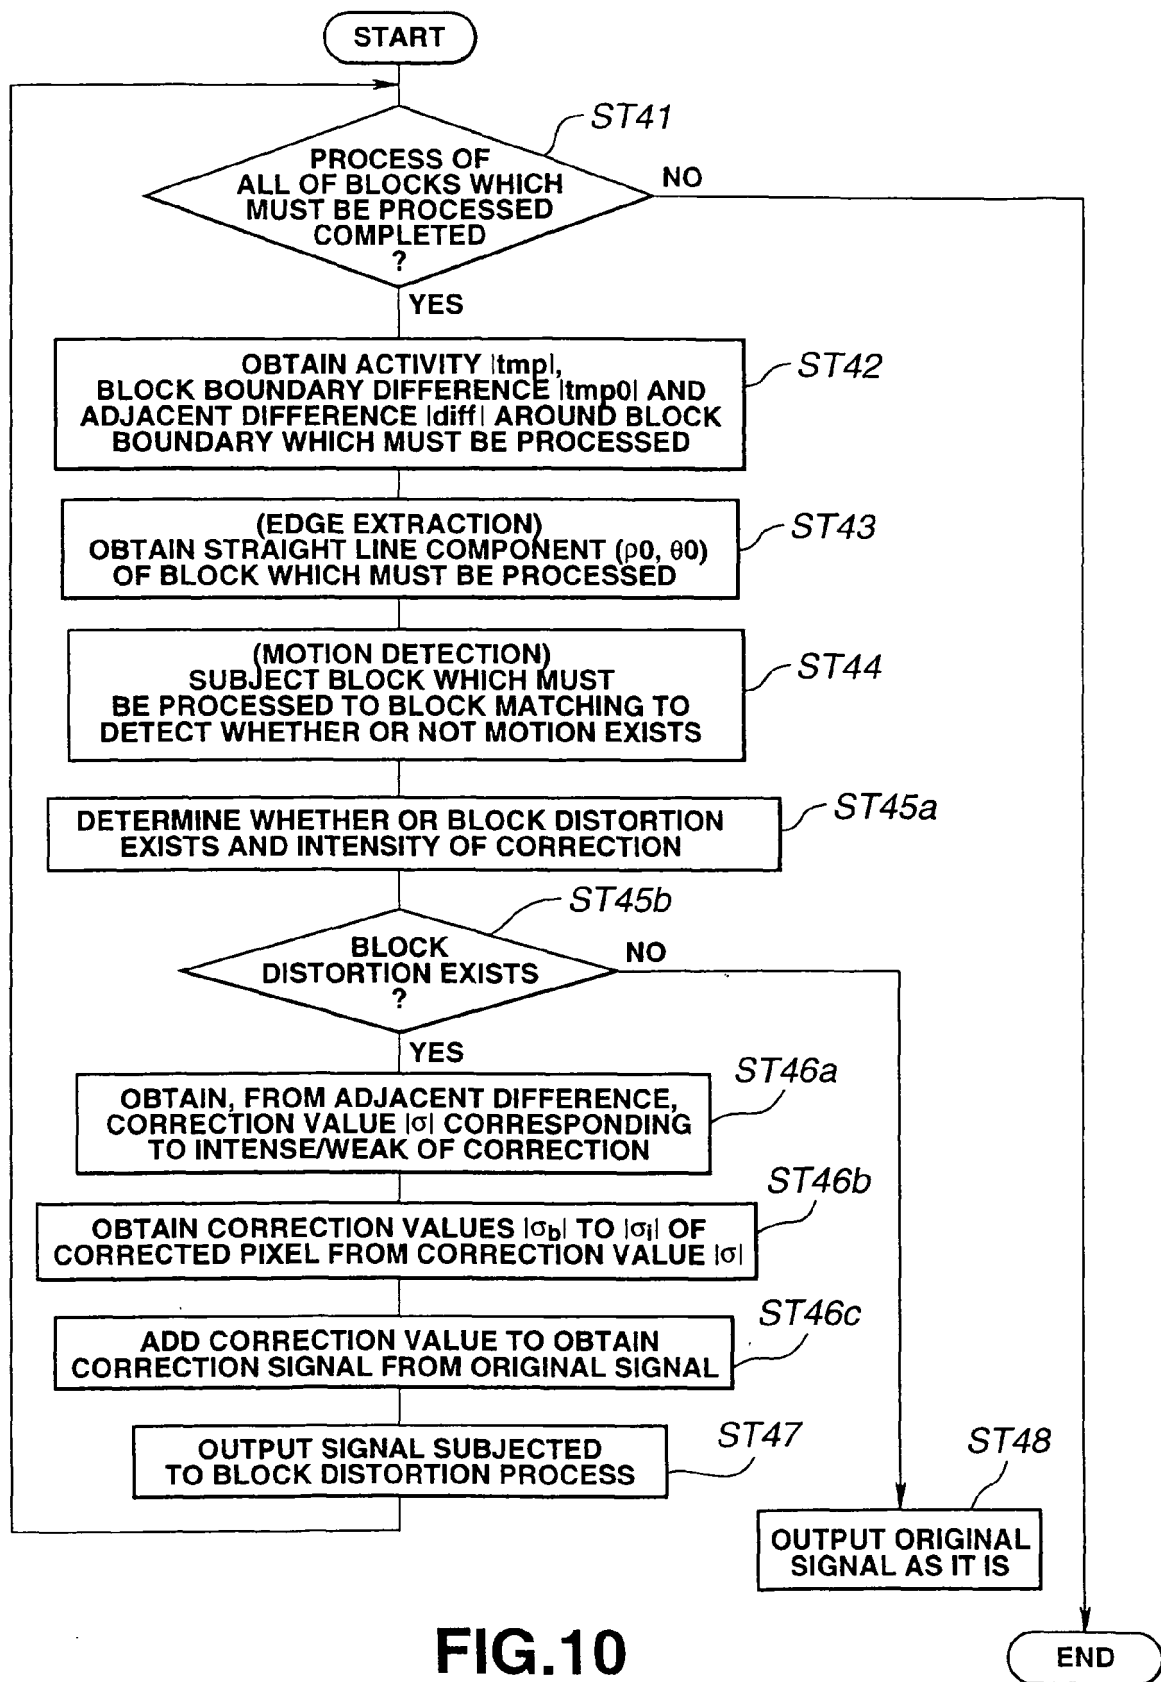 START
ST41
PROCESS OF
ALL OF BLOCKS WHICH
MUST BE PROCESSED
COMPLETED
?
NO
YES
OBTAIN ACTIVITY |tmp|,
BLOCK BOUNDARY DIFFERENCE |tmp0| AND
ADJACENT DIFFERENCE |diff| AROUND BLOCK
BOUNDARY WHICH MUST BE PROCESSED
ST42
(EDGE EXTRACTION)
OBTAIN STRAIGHT LINE COMPONENT (ρ0, θ0)
OF BLOCK WHICH MUST BE PROCESSED
ST43
(MOTION DETECTION)
SUBJECT BLOCK WHICH MUST
BE PROCESSED TO BLOCK MATCHING TO
DETECT WHETHER OR NOT MOTION EXISTS
ST44
DETERMINE WHETHER OR BLOCK DISTORTION
EXISTS AND INTENSITY OF CORRECTION
ST45a
ST45b
BLOCK
DISTORTION EXISTS
?
NO
YES
OBTAIN, FROM ADJACENT DIFFERENCE,
CORRECTION VALUE |σ| CORRESPONDING
TO INTENSE/WEAK OF CORRECTION
ST46a
OBTAIN CORRECTION VALUES |σb| TO |σi| OF
CORRECTED PIXEL FROM CORRECTION VALUE |σ|
ST46b
ADD CORRECTION VALUE TO OBTAIN
CORRECTION SIGNAL FROM ORIGINAL SIGNAL
ST46c
OUTPUT SIGNAL SUBJECTED
TO BLOCK DISTORTION PROCESS
ST47
ST48
OUTPUT ORIGINAL
SIGNAL AS IT IS
END
FIG.10